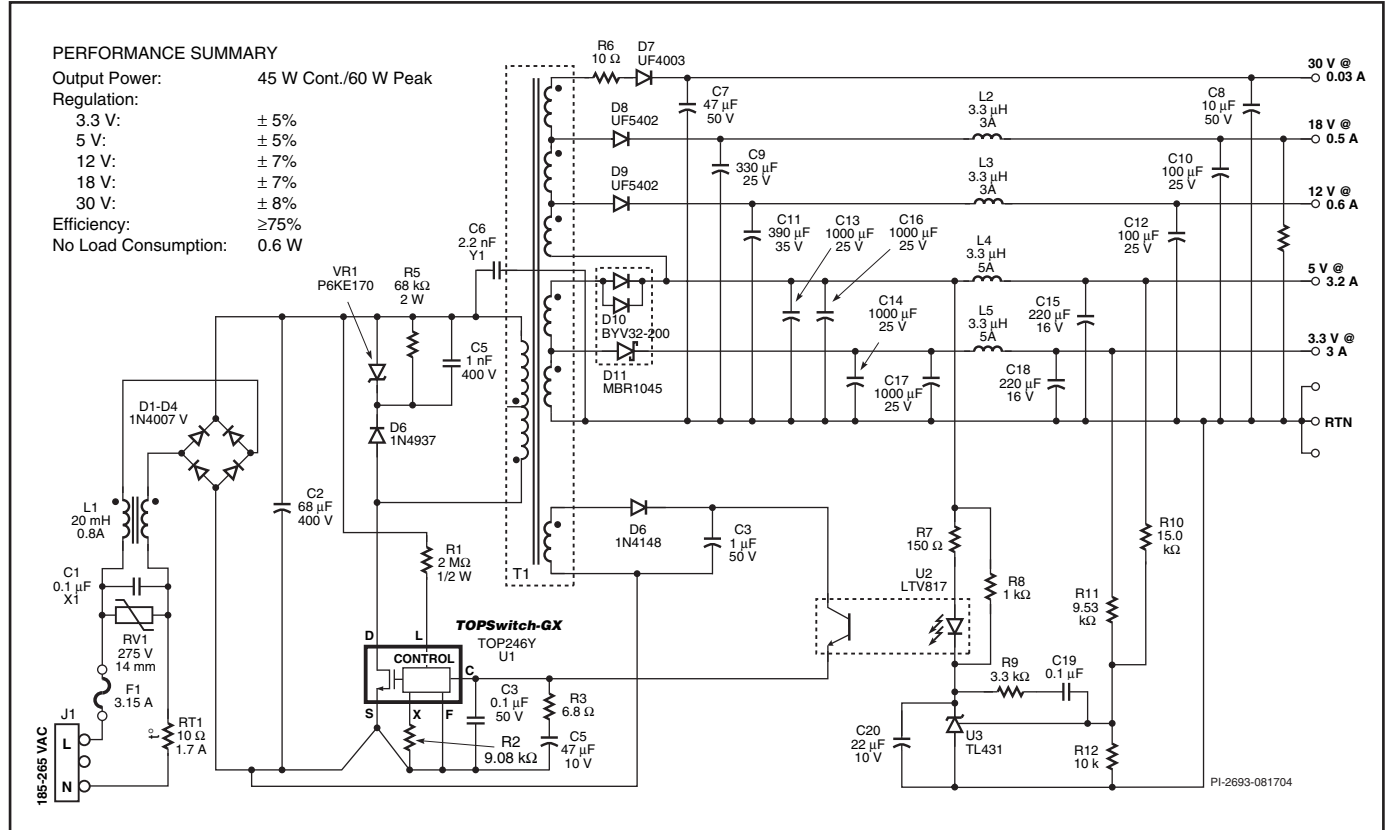 PERFORMANCE SUMMARY
Output Power: 45 W Cont./60 W Peak
Regulation:
3.3 V: ± 5%
5 V: ± 5%
12 V: ± 7%
18 V: ± 7%
30 V: ± 8%
Efficiency: ≥75%
No Load Consumption: 0.6 W
R6
10 Ω
D7
UF4003
C7
47 µF
50 V
L2
3.3 µH
3A
C8
10 µF
50 V
30 V @
0.03 A
D8
UF5402
18 V @
0.5 A
C9
330 µF
25 V
L3
3.3 µH
3A
C10
100 µF
25 V
D9
UF5402
12 V @
0.6 A
C11
390 µF
35 V
C13
1000 µF
25 V
C16
1000 µF
25 V
L4
3.3 µH
5A
C12
100 µF
25 V
C6
2.2 nF
Y1
5 V @
3.2 A
VR1
P6KE170
R5
68 kΩ
2 W
C5
1 nF
400 V
D10
BYV32-200
C14
1000 µF
25 V
L5
3.3 µH
5A
C15
220 µF
16 V
3.3 V @
3 A
D11
MBR1045
C17
1000 µF
25 V
C18
220 µF
16 V
RTN
D1-D4
1N4007 V
D6
1N4937
L1
20 mH
0.8A
C2
68 µF
400 V
R1
2 MΩ
1/2 W
T1
D6
1N4148
C3
1 µF
50 V
R7
150 Ω
R10
15.0
kΩ
U2
LTV817
R8
1 kΩ
R11
9.53
kΩ
C1
0.1 µF
X1
RV1
275 V
14 mm
F1
3.15 A
J1
L
N
185-265 VAC
t°
RT1
10 Ω
1.7 A
TOPSwitch-GX
TOP246Y
U1
D
L
CONTROL
C
S
X
F
R2
9.08 kΩ
C3
0.1 µF
50 V
R3
6.8 Ω
C5
47 µF
10 V
R9
3.3 kΩ
C19
0.1 µF
C20
22 µF
10 V
U3
TL431
R12
10 k
PI-2693-081704